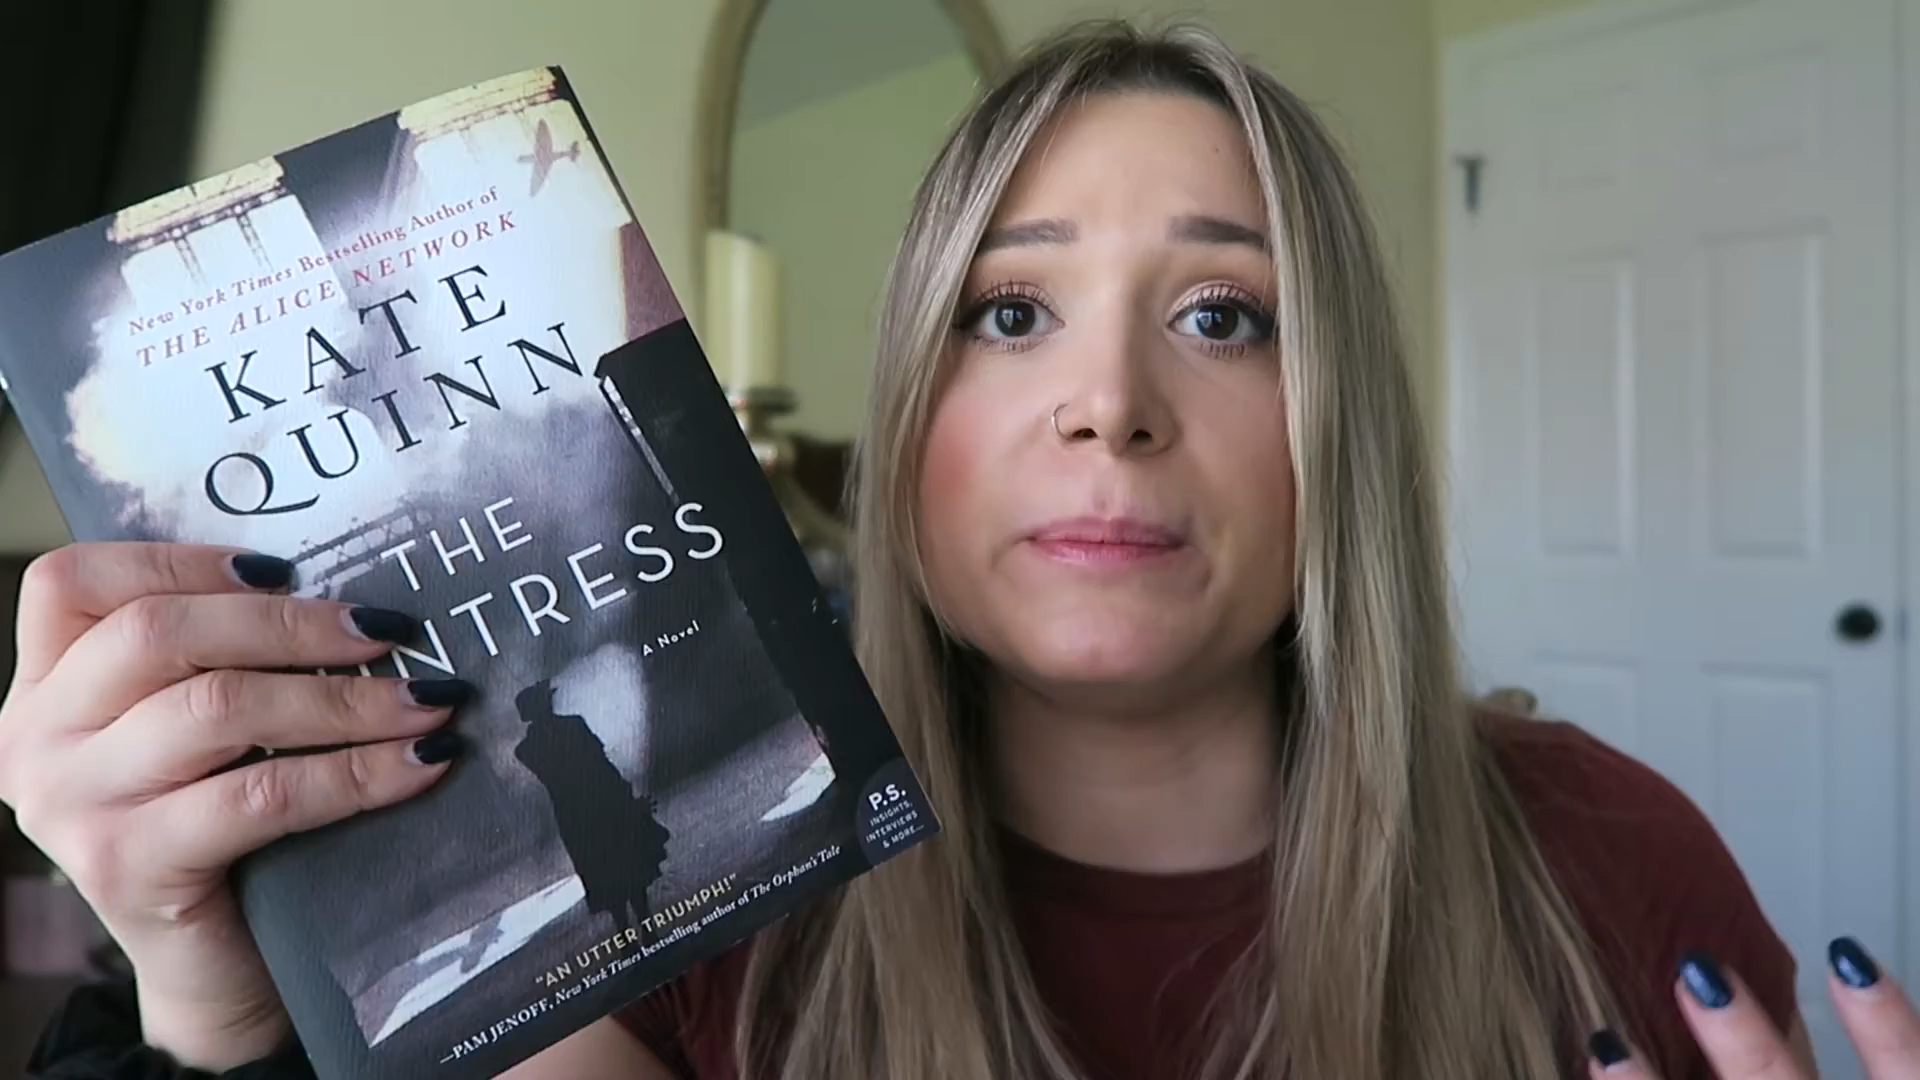 New York Times Bestselling Author of
THE ALICE NETWORK
KATE
QUINN
THE
NTRESS
A Novel
P.S.
INSIGHTS,
INTERVIEWS
& MORE...
"AN UTTER TRIUMPH!"
—PAM JENOFF, New York Times bestselling author of The Orphan's Tale